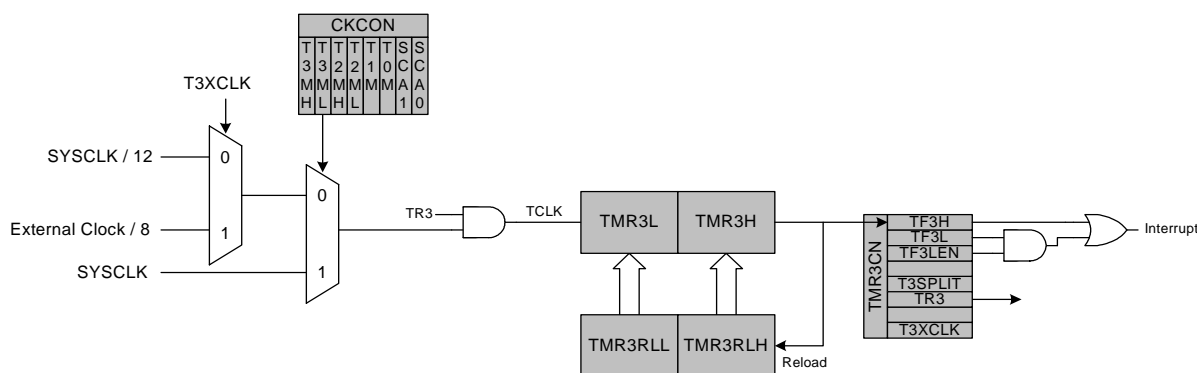 CKCON
T3MH
T3ML
T2MH
T2ML
T1M
T0M
SCA1
SCA0
T3XCLK
SYSCLK / 12
0
External Clock / 8
1
SYSCLK
0
1
TR3
TCLK
TMR3L
TMR3H
TMR3RLL
TMR3RLH
Reload
TMR3CN
TF3H
TF3L
TF3LEN
T3SPLIT
TR3
T3XCLK
Interrupt